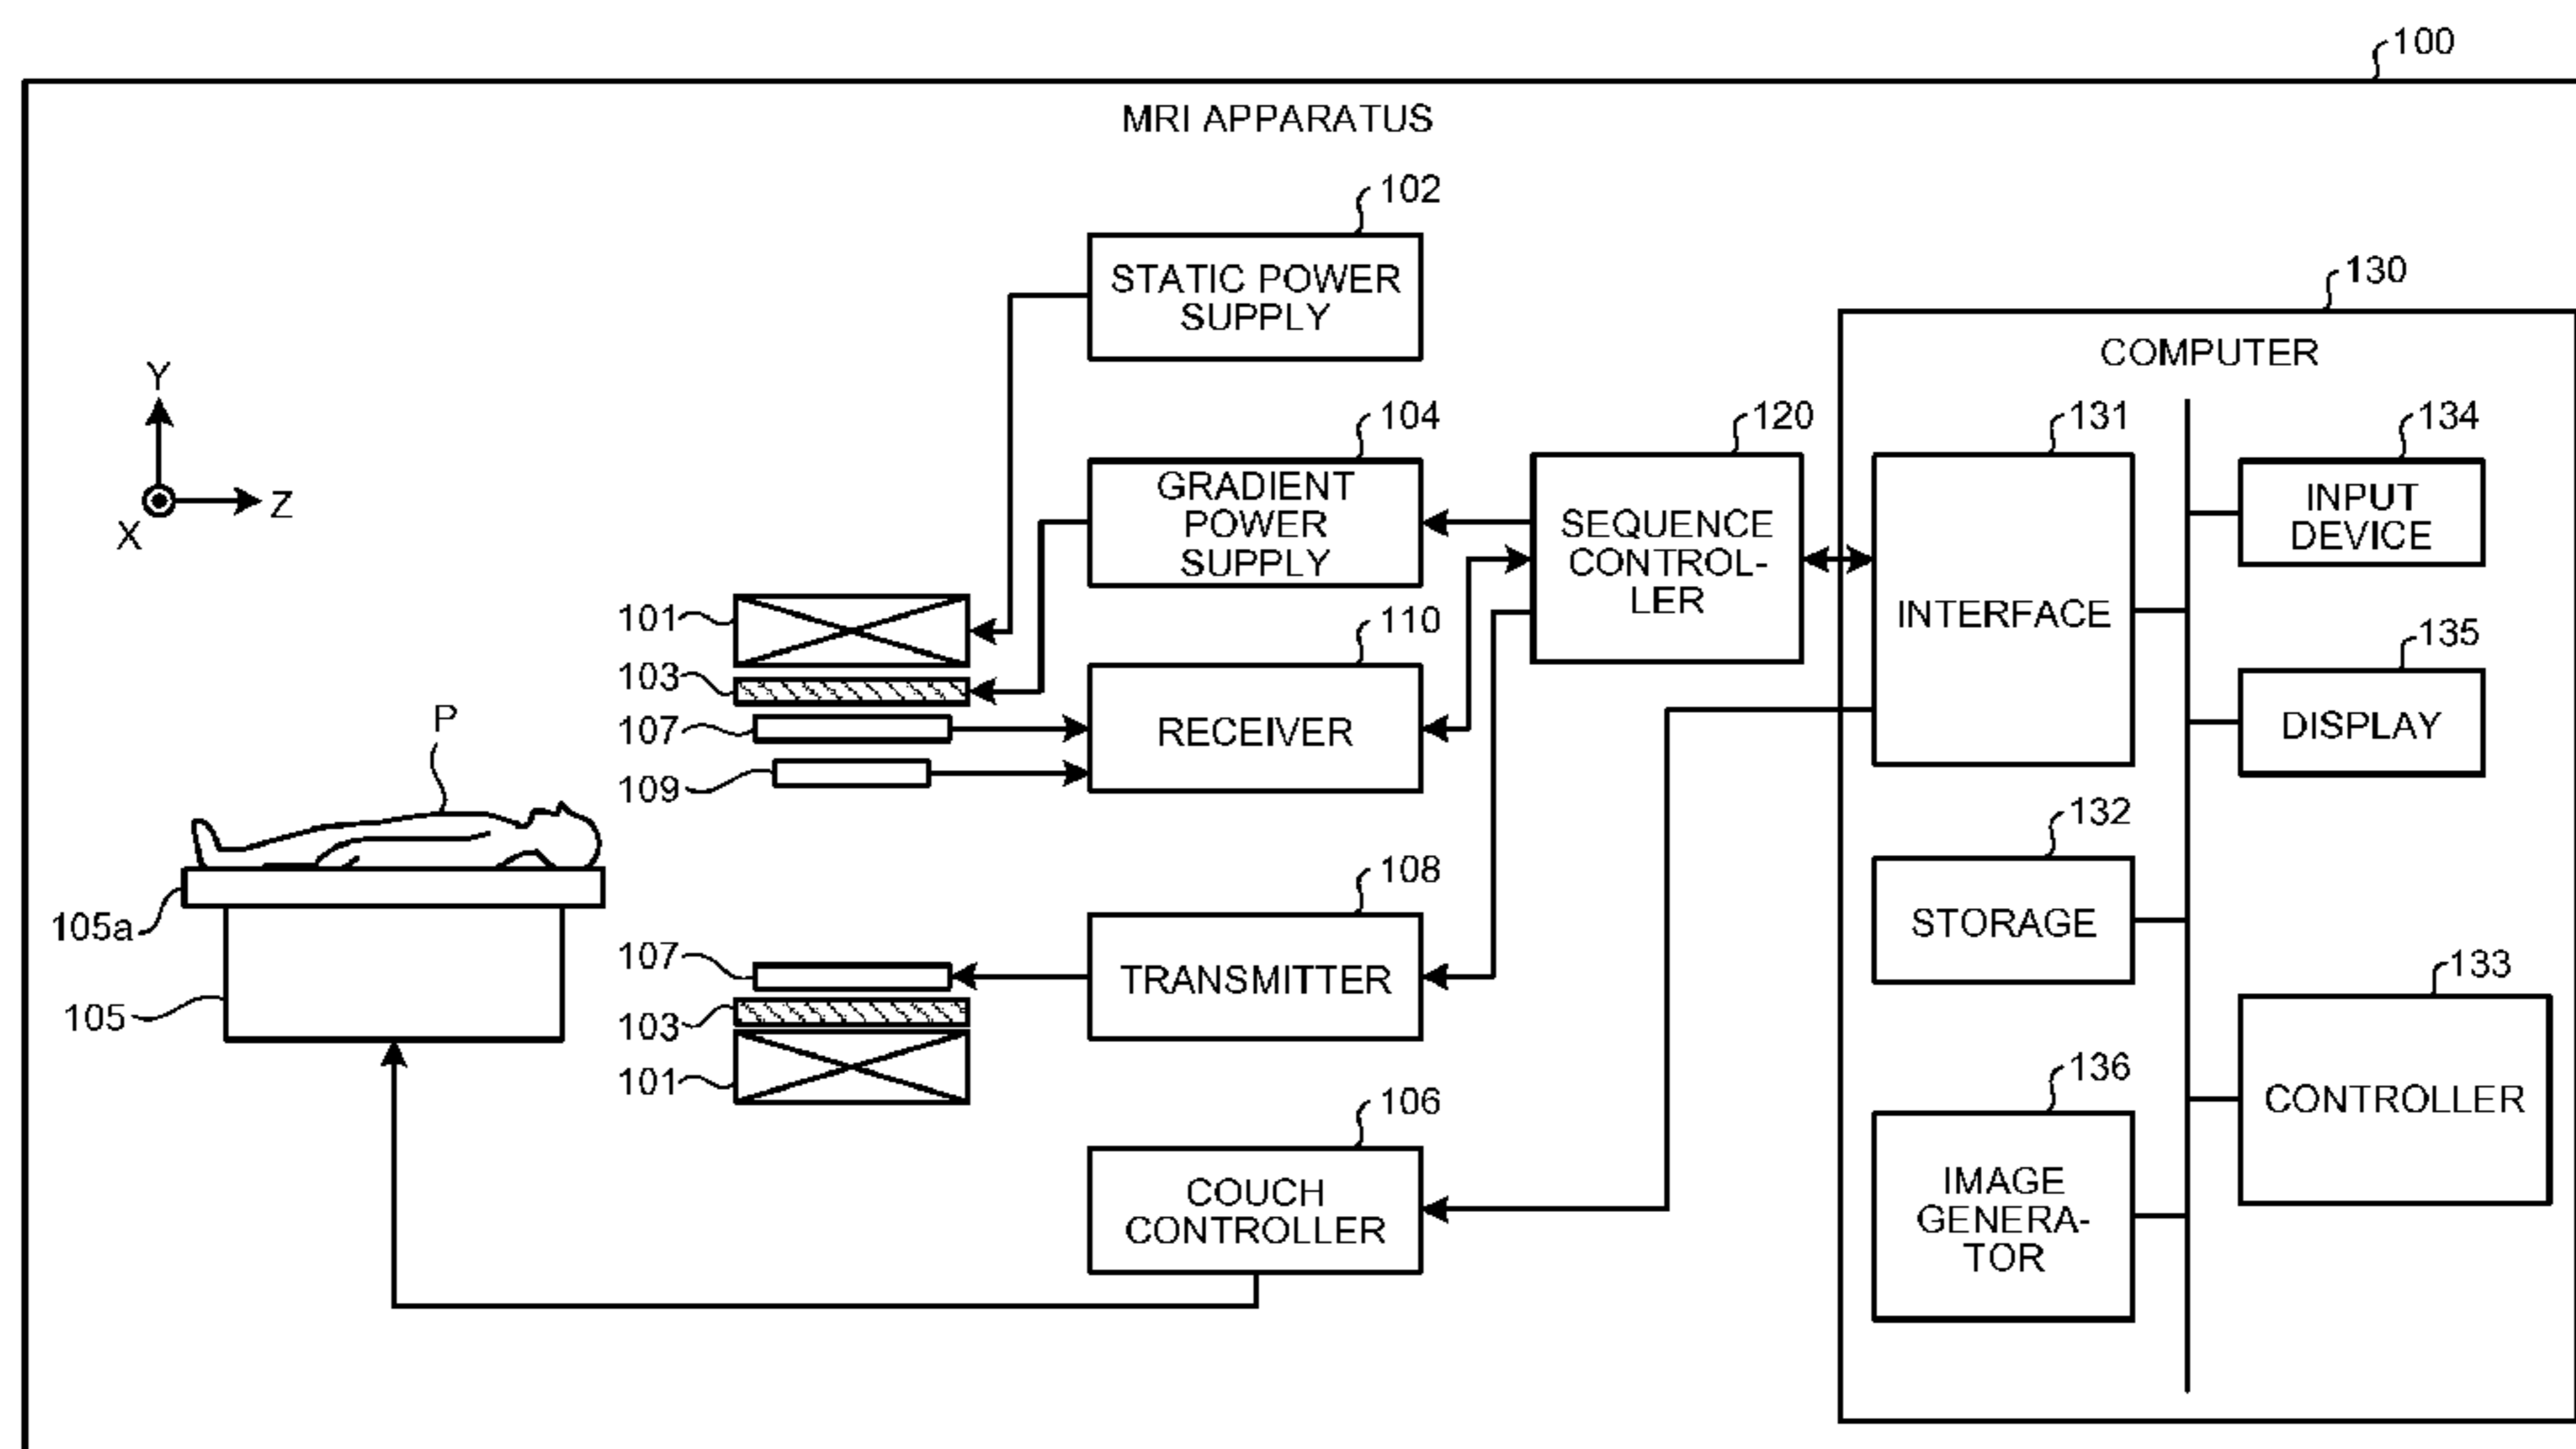 100
MRI APPARATUS
102
STATIC POWER
SUPPLY
130
COMPUTER
Y
X
Z
104
GRADIENT
POWER
SUPPLY
120
SEQUENCE
CONTROL-
LER
131
INTERFACE
134
INPUT
DEVICE
101
103
107
109
110
RECEIVER
135
DISPLAY
P
105a
105
132
STORAGE
108
TRANSMITTER
107
103
101
133
CONTROLLER
136
IMAGE
GENERA-
TOR
106
COUCH
CONTROLLER